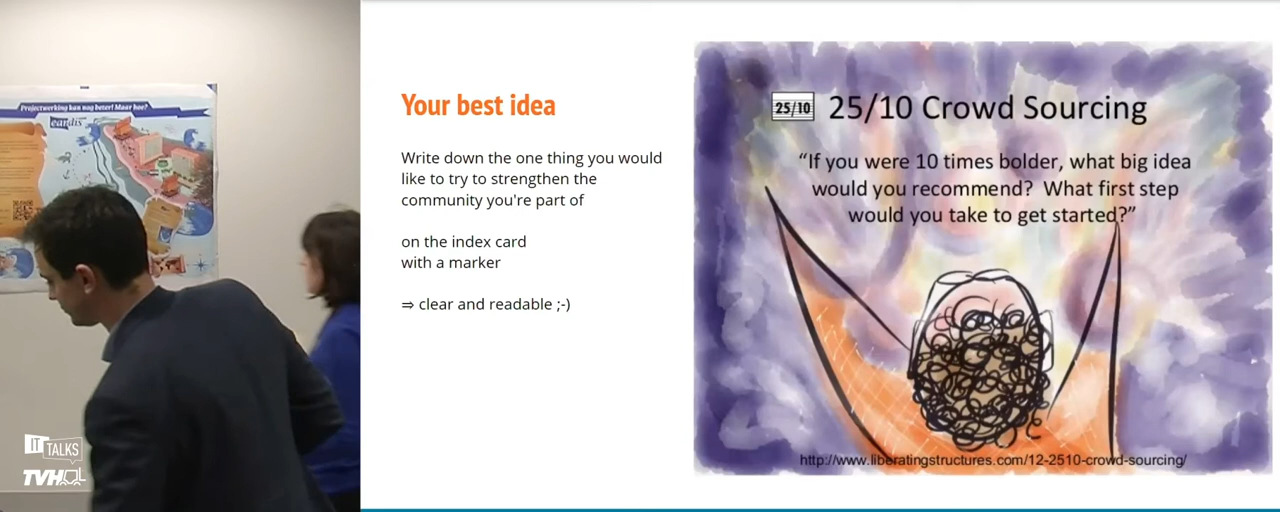 Projectwerking kan nog beter! Maar hoe?
IT TALKS
TVH
Your best idea
Write down the one thing you would
like to try to strengthen the
community you're part of
on the index card
with a marker
⇒ clear and readable ;-)
25/10
25/10 Crowd Sourcing
“If you were 10 times bolder, what big idea
would you recommend? What first step
would you take to get started?”
http://www.liberatingstructures.com/12-2510-crowd-sourcing/